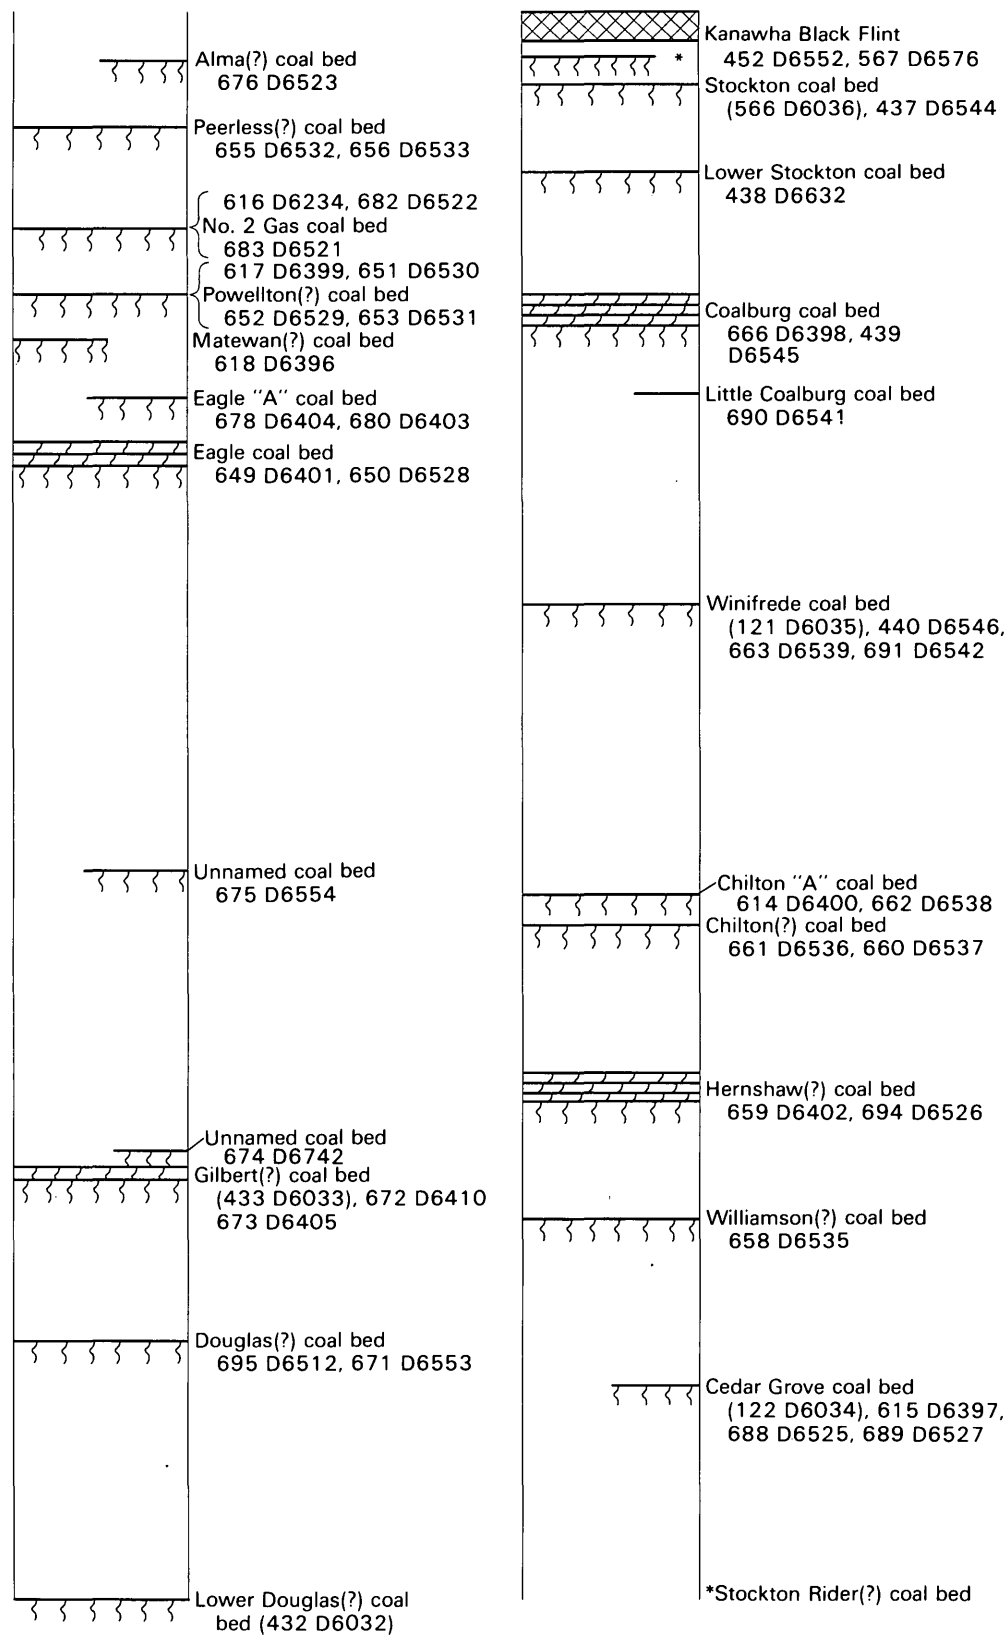 Alma(?) coal bed
676 D6523
Peerless(?) coal bed
655 D6532, 656 D6533
616 D6234, 682 D6522
No. 2 Gas coal bed
683 D6521
617 D6399, 651 D6530
Powellton(?) coal bed
652 D6529, 653 D6531
Matewan(?) coal bed
618 D6396
Eagle "A" coal bed
678 D6404, 680 D6403
Eagle coal bed
649 D6401, 650 D6528
Unnamed coal bed
675 D6554
Unnamed coal bed
674 D6742
Gilbert(?) coal bed
(433 D6033), 672 D6410
673 D6405
Douglas(?) coal bed
695 D6512, 671 D6553
Lower Douglas(?) coal
bed (432 D6032)
Kanawha Black Flint
452 D6552, 567 D6576
*
Stockton coal bed
(566 D6036), 437 D6544
Lower Stockton coal bed
438 D6632
Coalburg coal bed
666 D6398, 439
D6545
Little Coalburg coal bed
690 D6541
Winifrede coal bed
(121 D6035), 440 D6546,
663 D6539, 691 D6542
Chilton "A" coal bed
614 D6400, 662 D6538
Chilton(?) coal bed
661 D6536, 660 D6537
Hernshaw(?) coal bed
659 D6402, 694 D6526
Williamson(?) coal bed
658 D6535
Cedar Grove coal bed
(122 D6034), 615 D6397,
688 D6525, 689 D6527
*Stockton Rider(?) coal bed